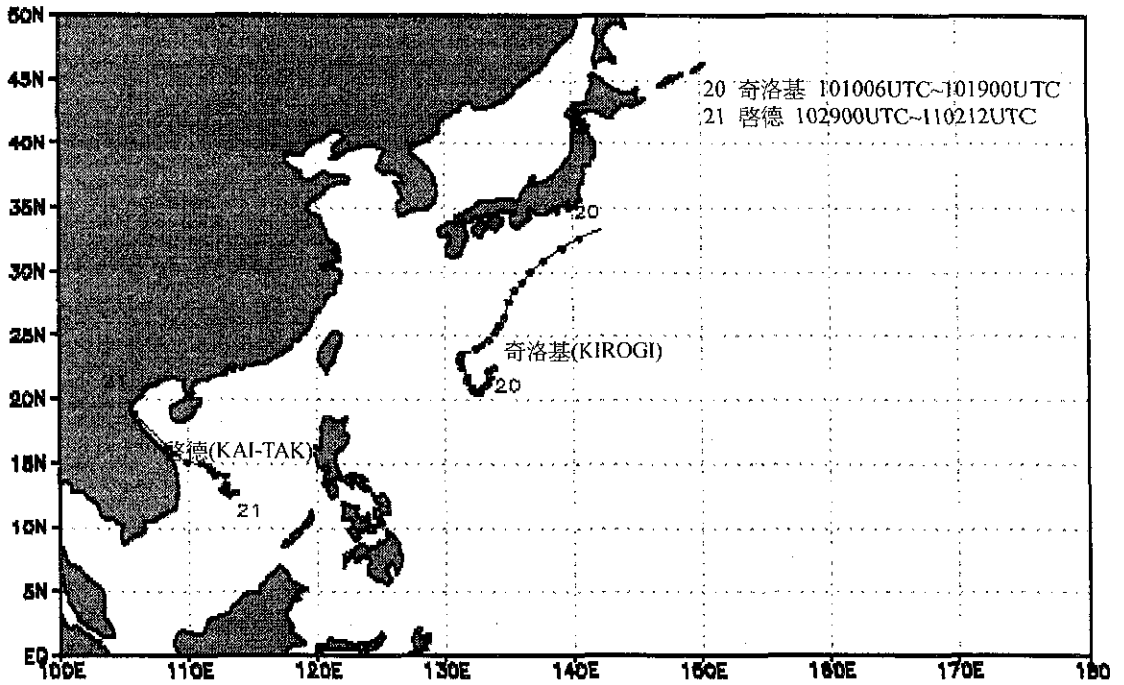 50N
45N
20 奇洛基 101006UTC~101900UTC
21 啓德 102900UTC~110212UTC
40N
35N
20
30N
25N
奇洛基(KIROGI)
20
21
20N
啓德(KAI-TAK)
15N
21
10N
5N
EQ
100E 110E 120E 130E 140E 150E 160E 170E 180